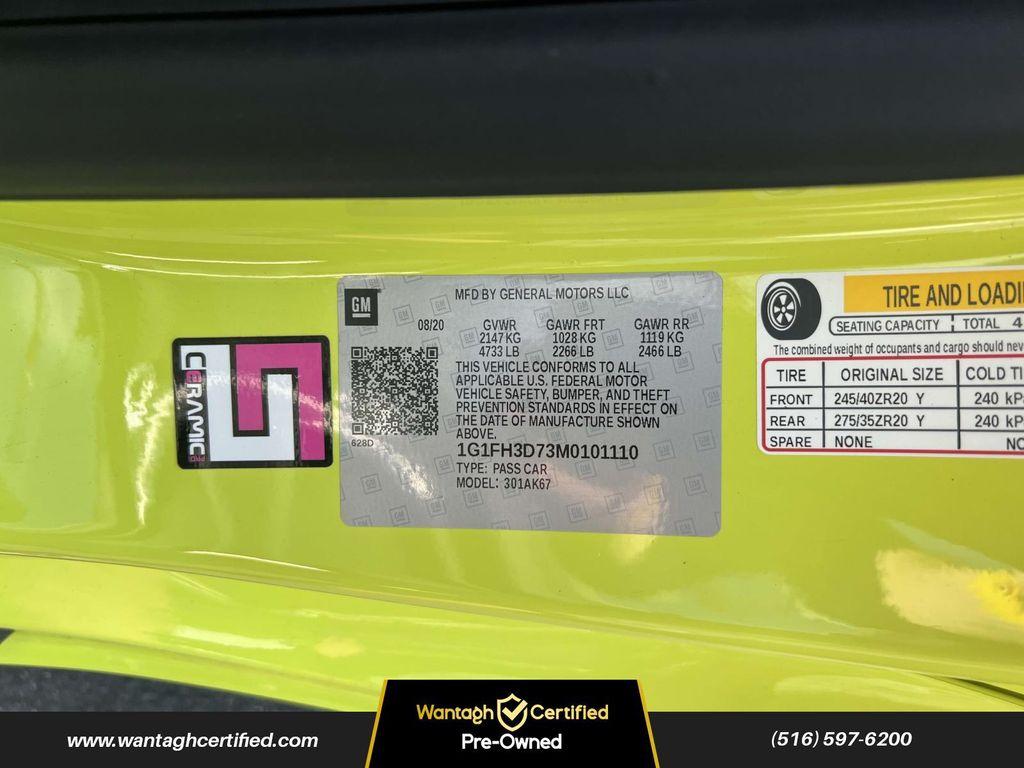 GM
MFD BY GENERAL MOTORS LLC
08/20
GVWR GAWR FRT GAWR RR
2147 KG 1028 KG 1119 KG
4733 LB 2266 LB 2466 LB
THIS VEHICLE CONFORMS TO ALL
APPLICABLE U.S. FEDERAL MOTOR
VEHICLE SAFETY, BUMPER, AND THEFT
PREVENTION STANDARDS IN EFFECT ON
THE DATE OF MANUFACTURE SHOWN
ABOVE.
628D
1G1FH3D73M0101110
TYPE: PASS CAR
MODEL: 301AK67
CERAMIC
TIRE AND LOADI
SEATING CAPACITY TOTAL 4
The combined weight of occupants and cargo should neve
TIRE ORIGINAL SIZE COLD TI
FRONT 245/40ZR20 Y 240 kP
REAR 275/35ZR20 Y 240 kP
SPARE NONE NO
www.wantaghcertified.com
Wantagh Certified
Pre-Owned
(516) 597-6200